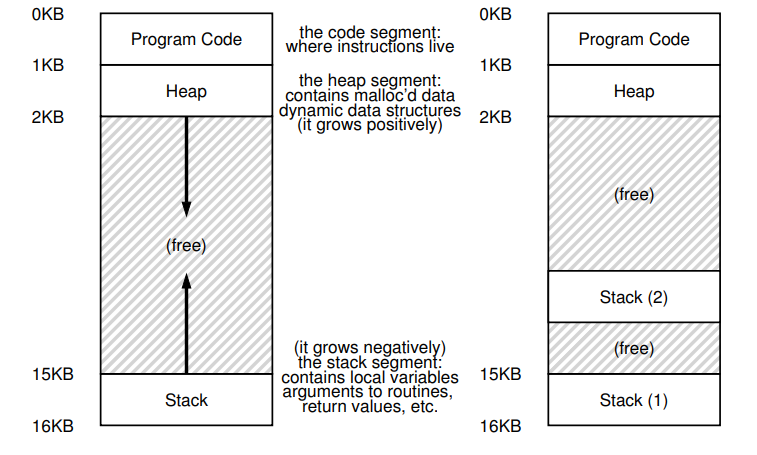 0KB
Program Code
the code segment:
where instructions live
1KB
Heap
the heap segment:
contains malloc'd data
dynamic data structures
(it grows positively)
2KB
(free)
(it grows negatively)
the stack segment:
contains local variables
arguments to routines,
return values, etc.
15KB
Stack
16KB
0KB
Program Code
1KB
Heap
2KB
(free)
Stack (2)
(free)
15KB
Stack (1)
16KB